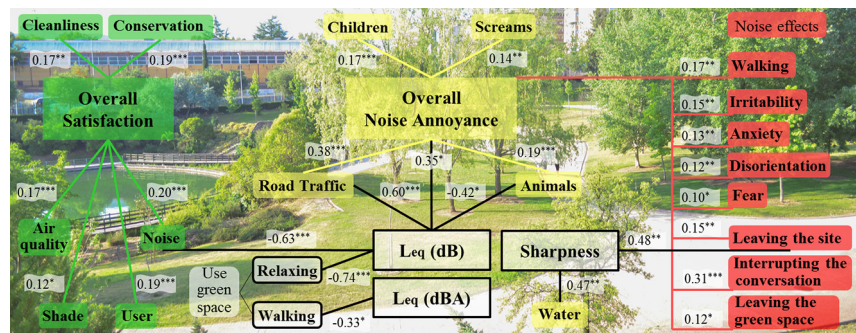 Cleanliness Conservation
Children Screams
Noise effects
0.17** 0.19***
0.17*** 0.14**
0.17** Walking
Overall
Satisfaction
Overall
Noise Annoyance
0.15** Irritability
0.13** Anxiety
0.38*** 0.35* 0.19***
0.12** Disorientation
0.17*** 0.20***
Road Traffic 0.60*** -0.42* Animals
0.10* Fear
Air
quality
Noise
-0.63***
Leq (dB)
Sharpness
0.48**
0.15** Leaving the site
0.12* 0.19***
Use
green
space
Relaxing
-0.74***
Leq (dBA)
0.47**
0.31*** Interrupting the
conversation
Shade User
Walking
-0.33*
Water
0.12* Leaving the
green space